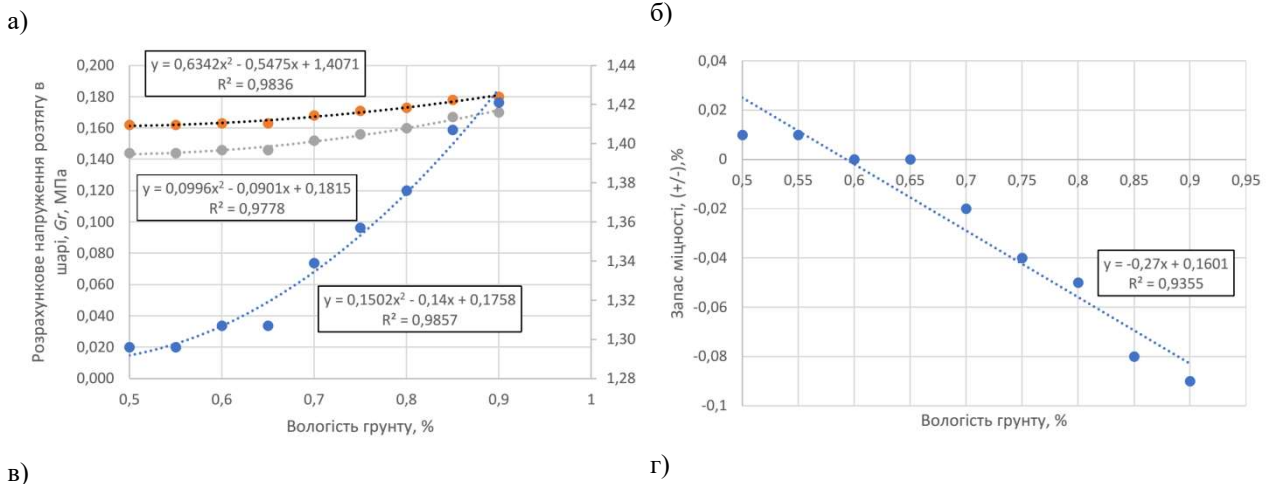 а)
б)
y = 0,6342x² - 0,5475x + 1,4071
R² = 0,9836
y = 0,0996x² - 0,0901x + 0,1815
R² = 0,9778
y = 0,1502x² - 0,14x + 0,1758
R² = 0,9857
Розрахункове напруження розтягу в
шарі, Gr, МПа
0,200
0,180
0,160
0,140
0,120
0,100
0,080
0,060
0,040
0,020
0,000
1,44
1,42
1,40
1,38
1,36
1,34
1,32
1,30
1,28
0,5
0,6
0,7
0,8
0,9
1
Вологість грунту, %
Запас міцності, (+/-),%
0,04
0,02
0
-0,02
-0,04
-0,06
-0,08
-0,1
0,5
0,55
0,6
0,65
0,7
0,75
0,8
0,85
0,9
0,95
y = -0,27x + 0,1601
R² = 0,9355
Вологість грунту, %
в)
г)